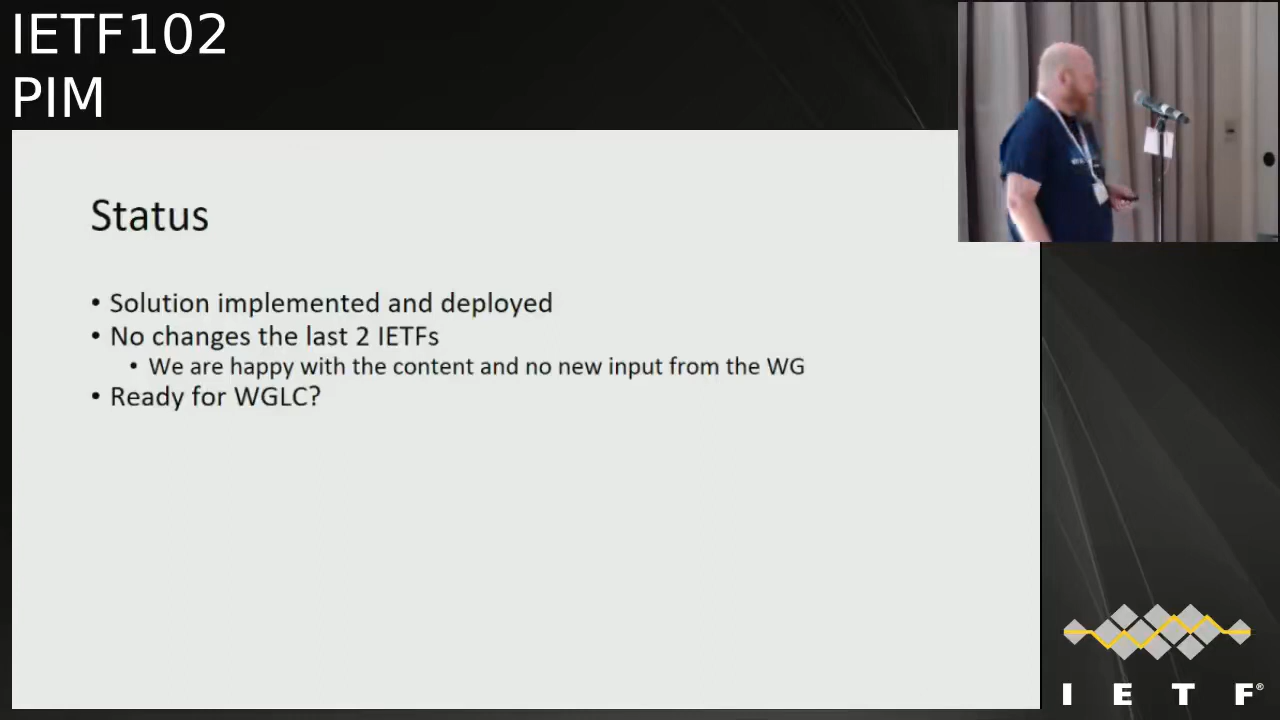 IETF102
PIM
Status
• Solution implemented and deployed
• No changes the last 2 IETFs
• We are happy with the content and no new input from the WG
• Ready for WGLC?
I E T F®